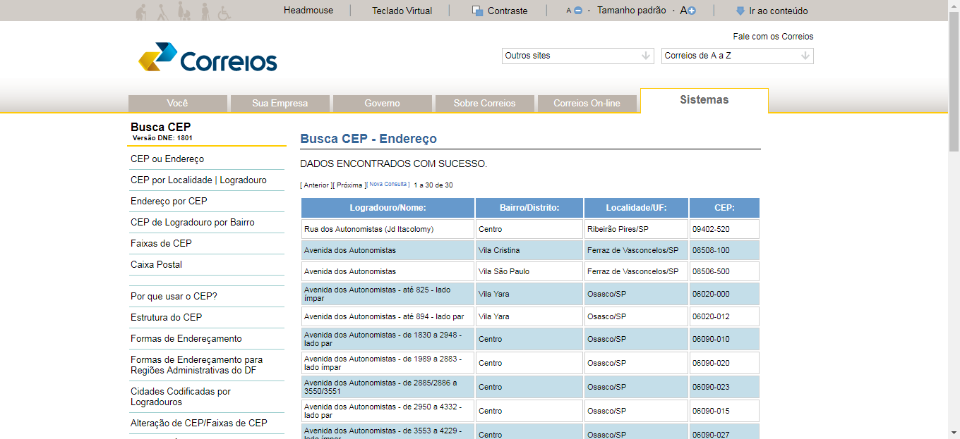 Headmouse | Teclado Virtual | Contraste | A - Tamanho padrão - A | Ir ao conteúdo
Fale com os Correios
Correios
Outros sites
Correios de A a Z
Você
Sua Empresa
Governo
Sobre Correios
Correios On-line
Sistemas
Busca CEP
Versão DNE: 1801
CEP ou Endereço
CEP por Localidade | Logradouro
Endereço por CEP
CEP de Logradouro por Bairro
Faixas de CEP
Caixa Postal
Por que usar o CEP?
Estrutura do CEP
Formas de Endereçamento
Formas de Endereçamento para
Regiões Administrativas do DF
Cidades Codificadas por
Logradouros
Alteração de CEP/Faixas de CEP
Busca CEP - Endereço
DADOS ENCONTRADOS COM SUCESSO.
[ Anterior ][ Próxima ][ Nova Consulta ] 1 a 30 de 30
Logradouro/Nome: Bairro/Distrito: Localidade/UF: CEP:
Rua dos Autonomistas (Jd Itacolomy) Centro Ribeirão Pires/SP 09402-520
Avenida dos Autonomistas Vila Cristina Ferraz de Vasconcelos/SP 08508-100
Avenida dos Autonomistas Vila São Paulo Ferraz de Vasconcelos/SP 08506-500
Avenida dos Autonomistas - até 825 - lado
ímpar Vila Yara Osasco/SP 06020-000
Avenida dos Autonomistas - até 894 - lado par Vila Yara Osasco/SP 06020-012
Avenida dos Autonomistas - de 1830 a 2948 -
lado par Centro Osasco/SP 06090-010
Avenida dos Autonomistas - de 1989 a 2883 -
lado ímpar Centro Osasco/SP 06090-020
Avenida dos Autonomistas - de 2885/2986 a
3550/3551 Centro Osasco/SP 06090-023
Avenida dos Autonomistas - de 2950 a 4332 -
lado par Centro Osasco/SP 06090-015
Avenida dos Autonomistas - de 3553 a 4229 -
lado ímpar Centro Osasco/SP 06090-027